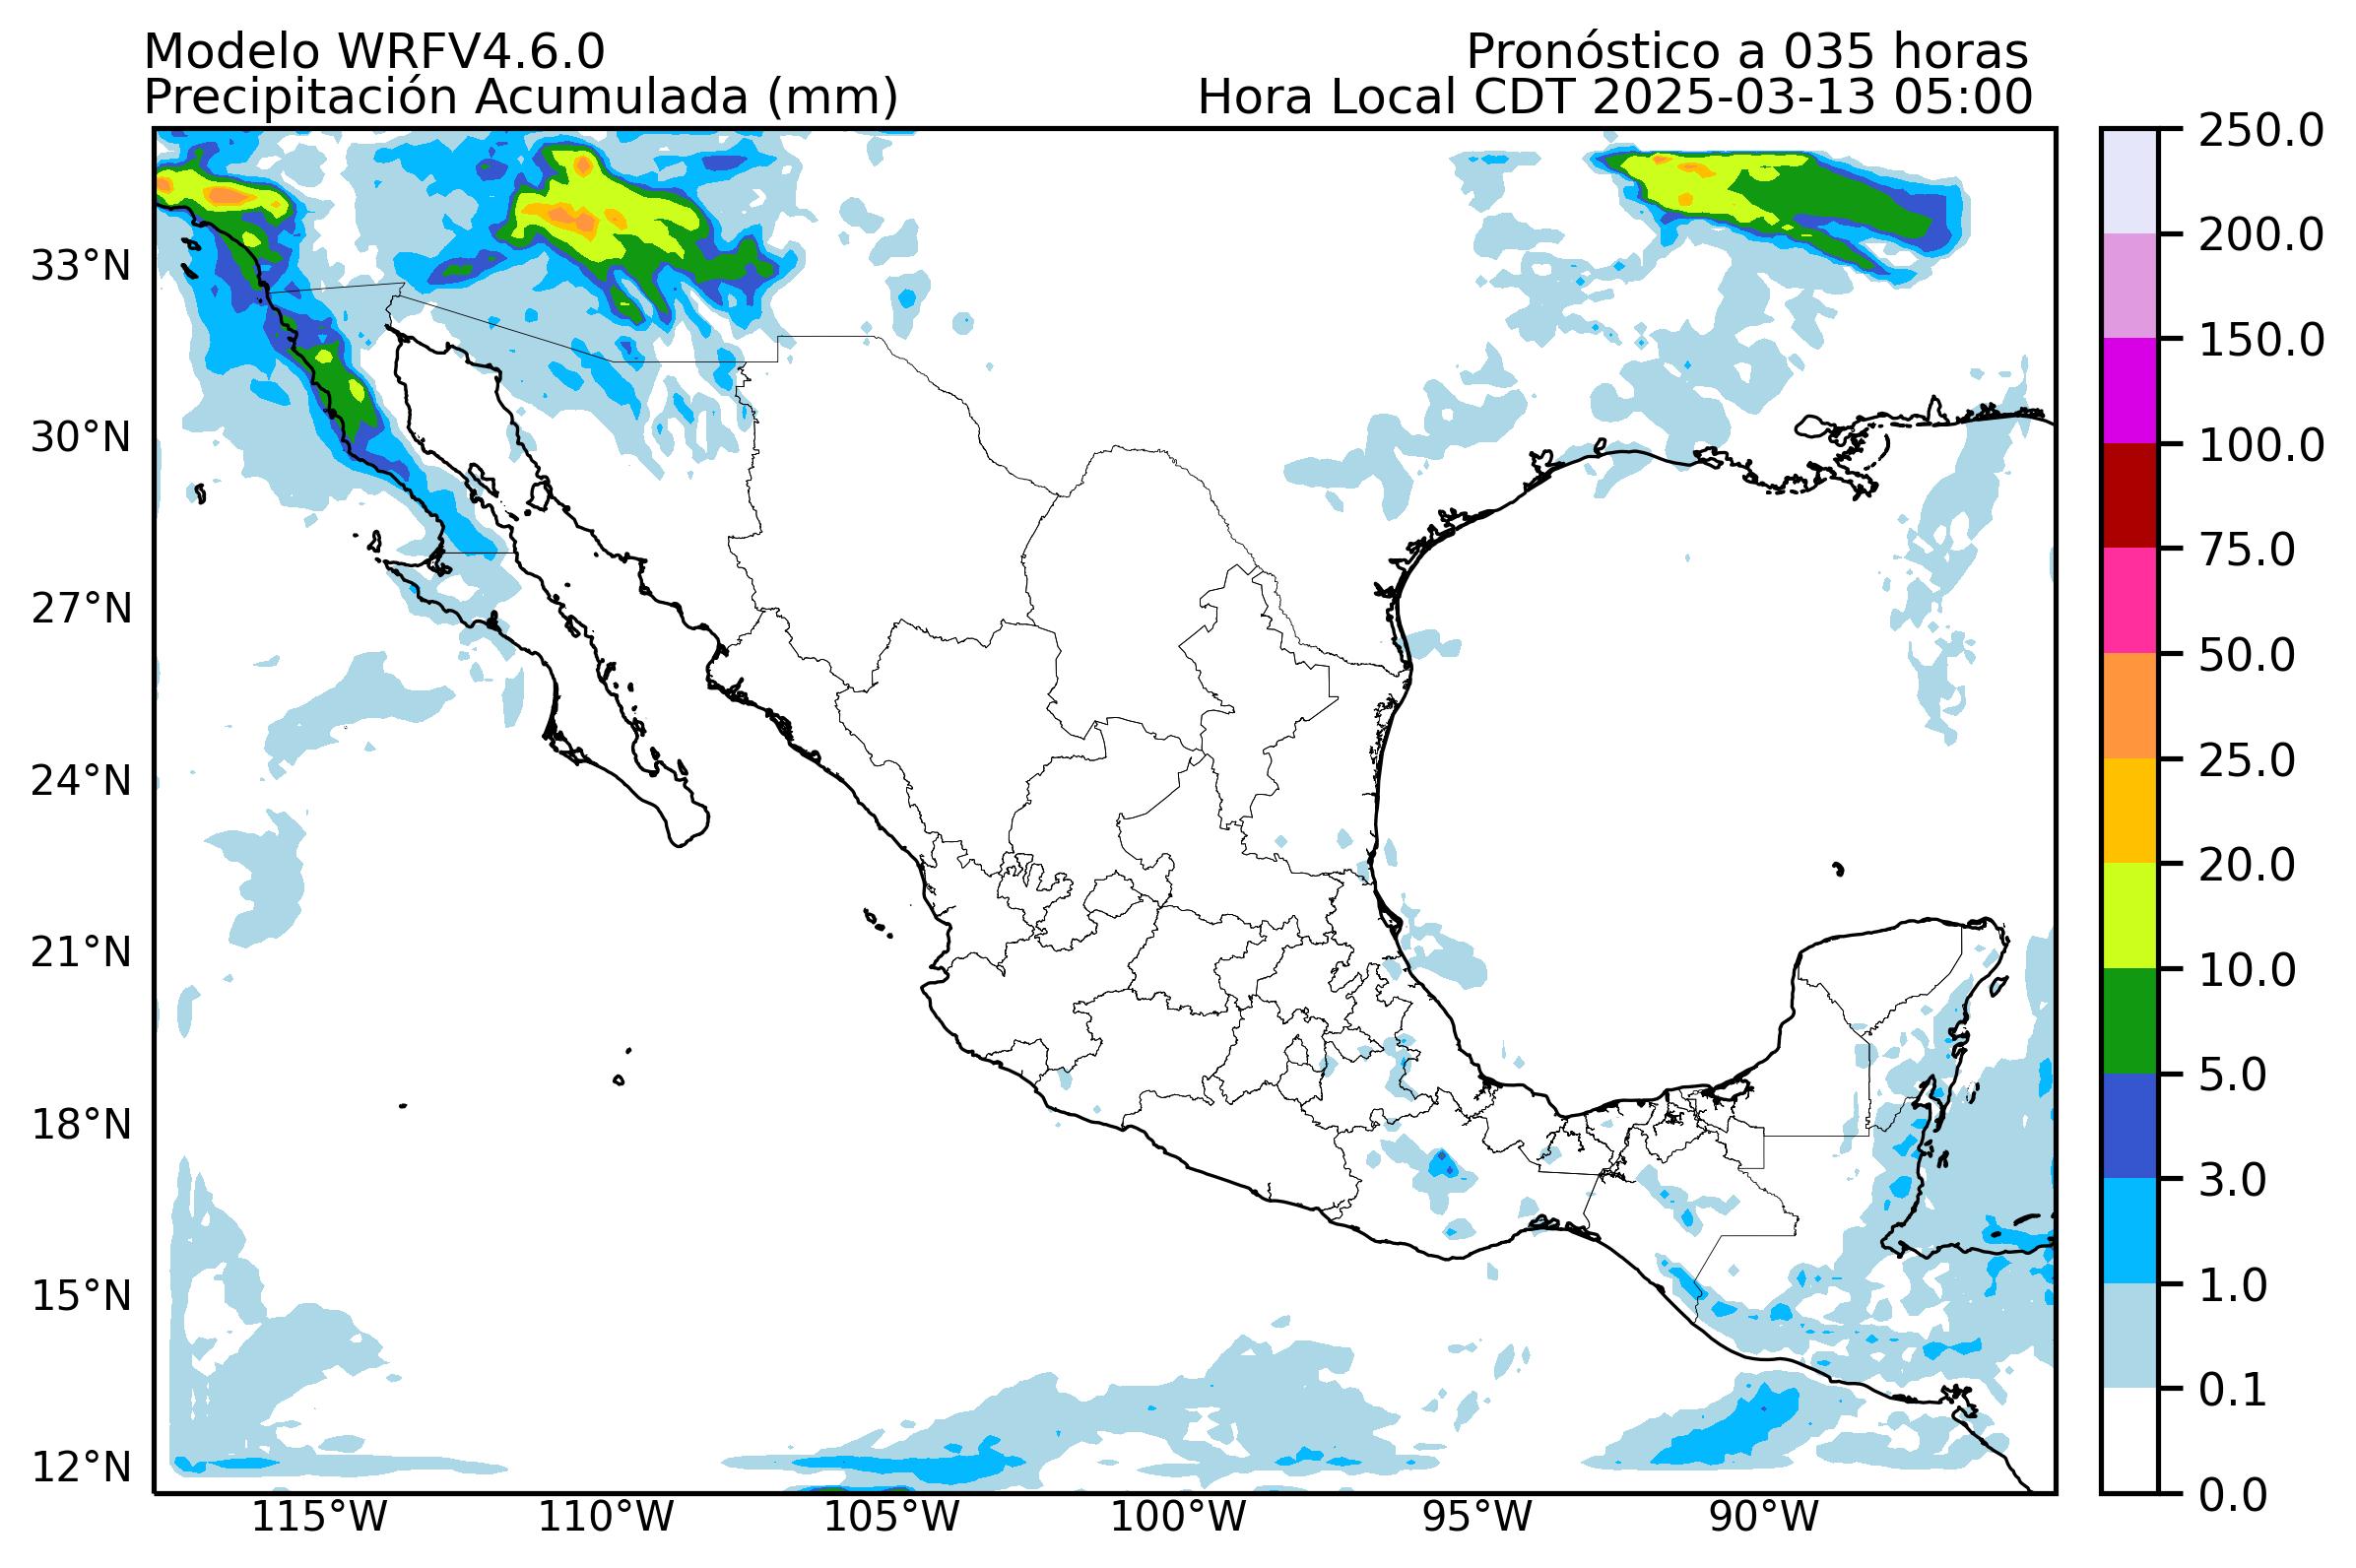 Modelo WRFV4.6.0
Pronóstico a 035 horas
Precipitación Acumulada (mm)
Hora Local CDT 2025-03-13 05:00
33°N
30°N
27°N
24°N
21°N
18°N
15°N
12°N
115°W
110°W
105°W
100°W
95°W
90°W
250.0
200.0
150.0
100.0
75.0
50.0
25.0
20.0
10.0
5.0
3.0
1.0
0.1
0.0